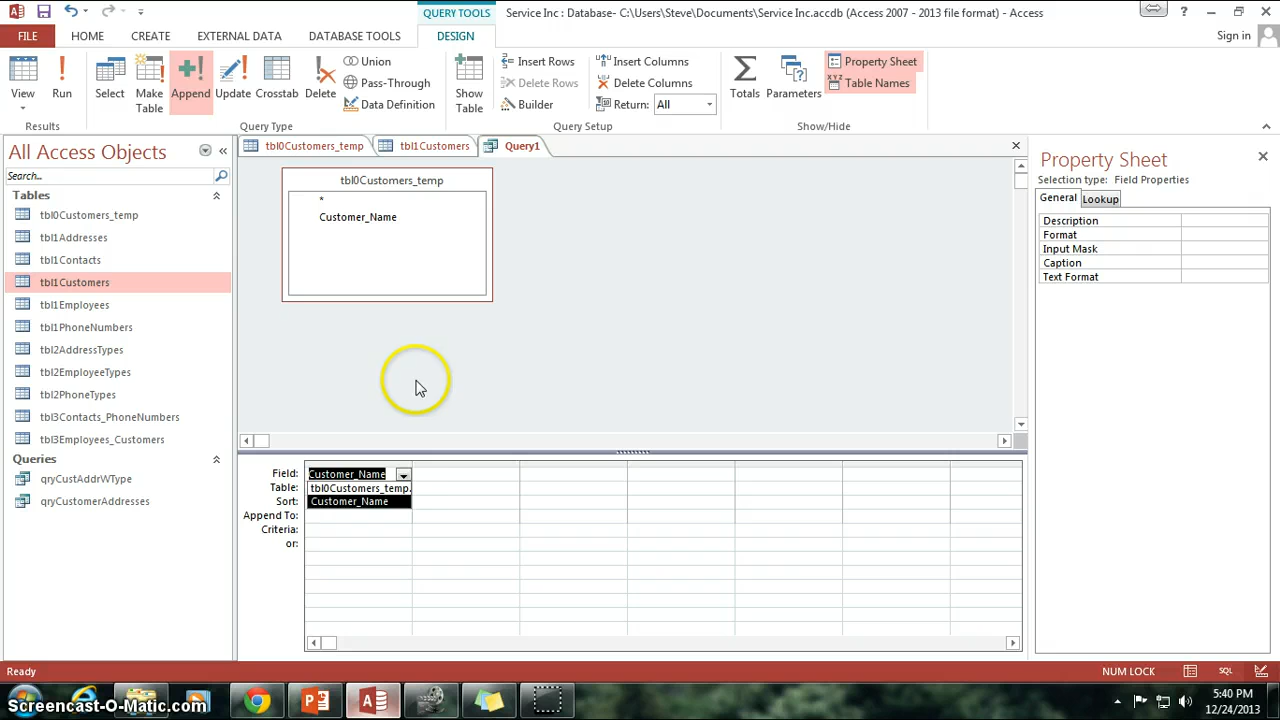 QUERY TOOLS
Service Inc : Database- C:\Users\Steve\Documents\Service Inc.accdb (Access 2007 - 2013 file format) - Access
FILE
HOME
CREATE
EXTERNAL DATA
DATABASE TOOLS
DESIGN
Sign in
View
Run
Select
Make
Table
Append
Update
Crosstab
Delete
Union
Pass-Through
Data Definition
Show
Table
Insert Rows
Delete Rows
Builder
Insert Columns
Delete Columns
Return: All
Totals
Parameters
Property Sheet
Table Names
Results
Query Type
Query Setup
Show/Hide
All Access Objects
Search...
Tables
tbl0Customers_temp
tbl1Addresses
tbl1Contacts
tbl1Customers
tbl1Employees
tbl1PhoneNumbers
tbl2AddressTypes
tbl2EmployeeTypes
tbl2PhoneTypes
tbl3Contacts_PhoneNumbers
tbl3Employees_Customers
Queries
qryCustAddrWType
qryCustomerAddresses
tbl0Customers_temp
tbl1Customers
Query1
tbl0Customers_temp
*
Customer_Name
Field: Customer_Name
Table: tbl0Customers_temp.
Sort: Customer_Name
Append To:
Criteria:
or:
Property Sheet
Selection type: Field Properties
General
Lookup
Description
Format
Input Mask
Caption
Text Format
Ready
NUM LOCK
SQL
Screencast-O-Matic.com
5:40 PM
12/24/2013